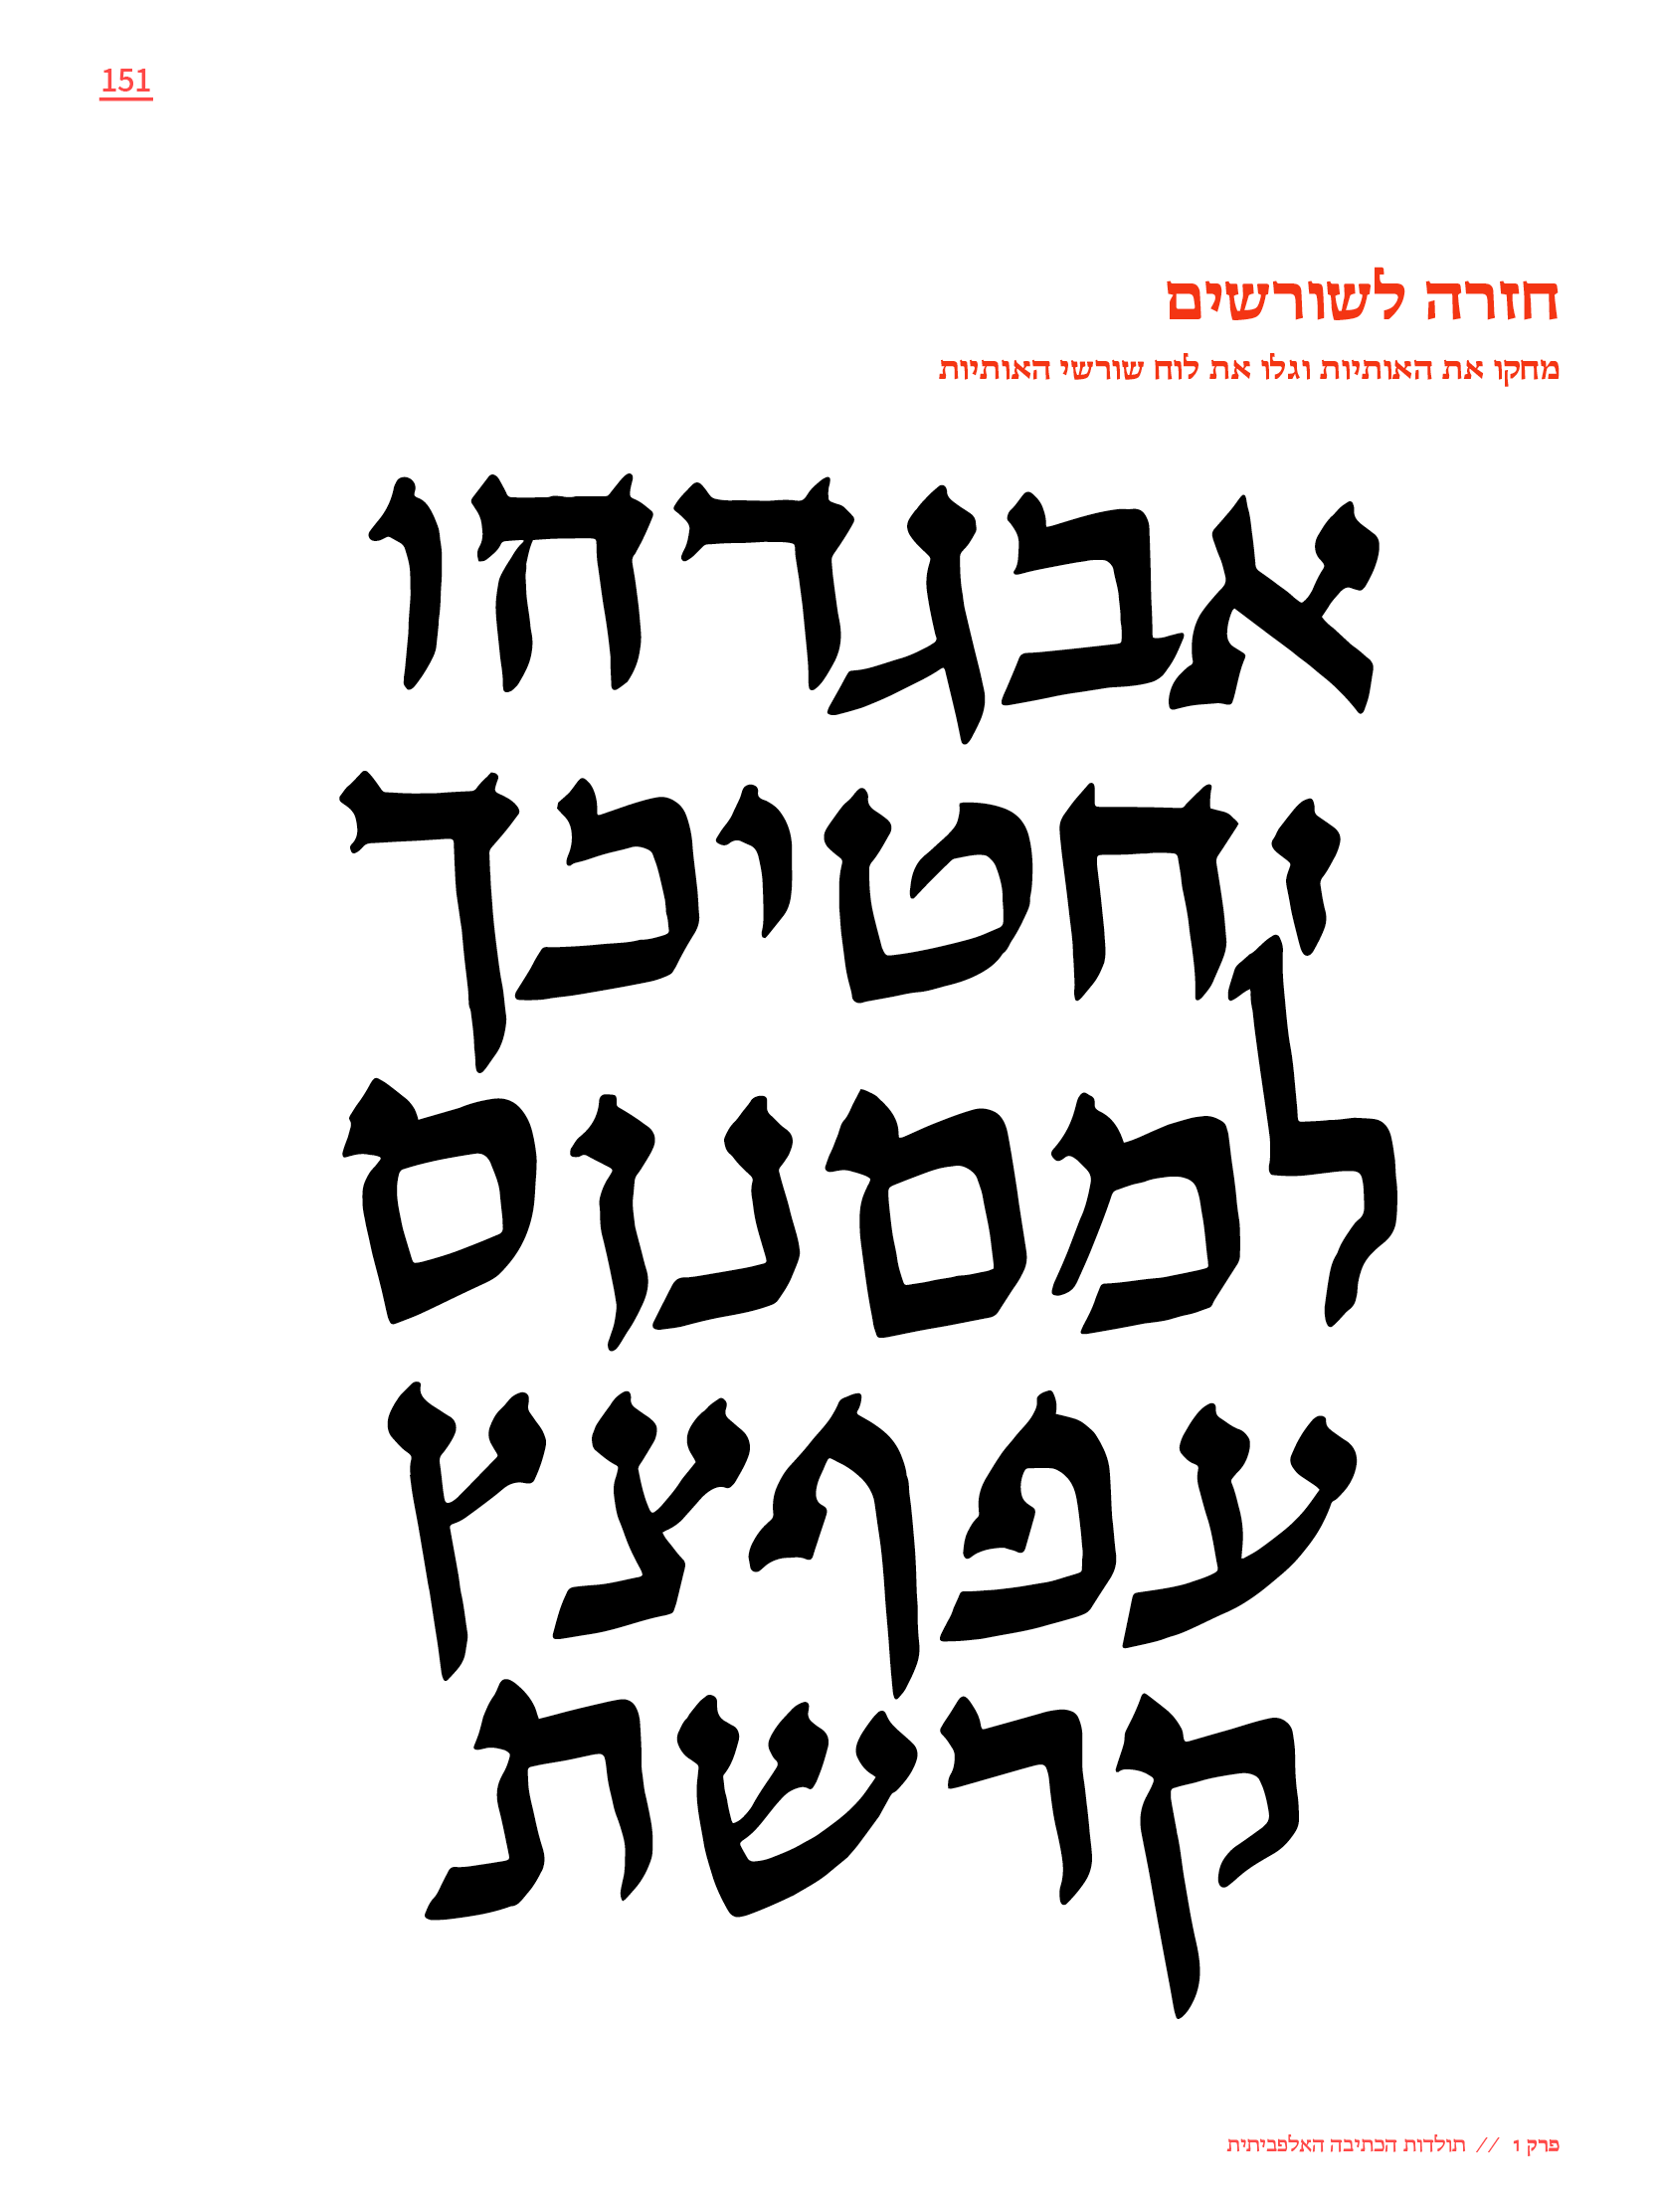 151
חזרה לשורשים
מחקו את האותיות וגלו את לוח שורשי האותיות
אבגדהו
זחטיכך
למםנןס
עפףצץ
קרשת
פרק 1 // תולדות הכתיבה האלפביתית